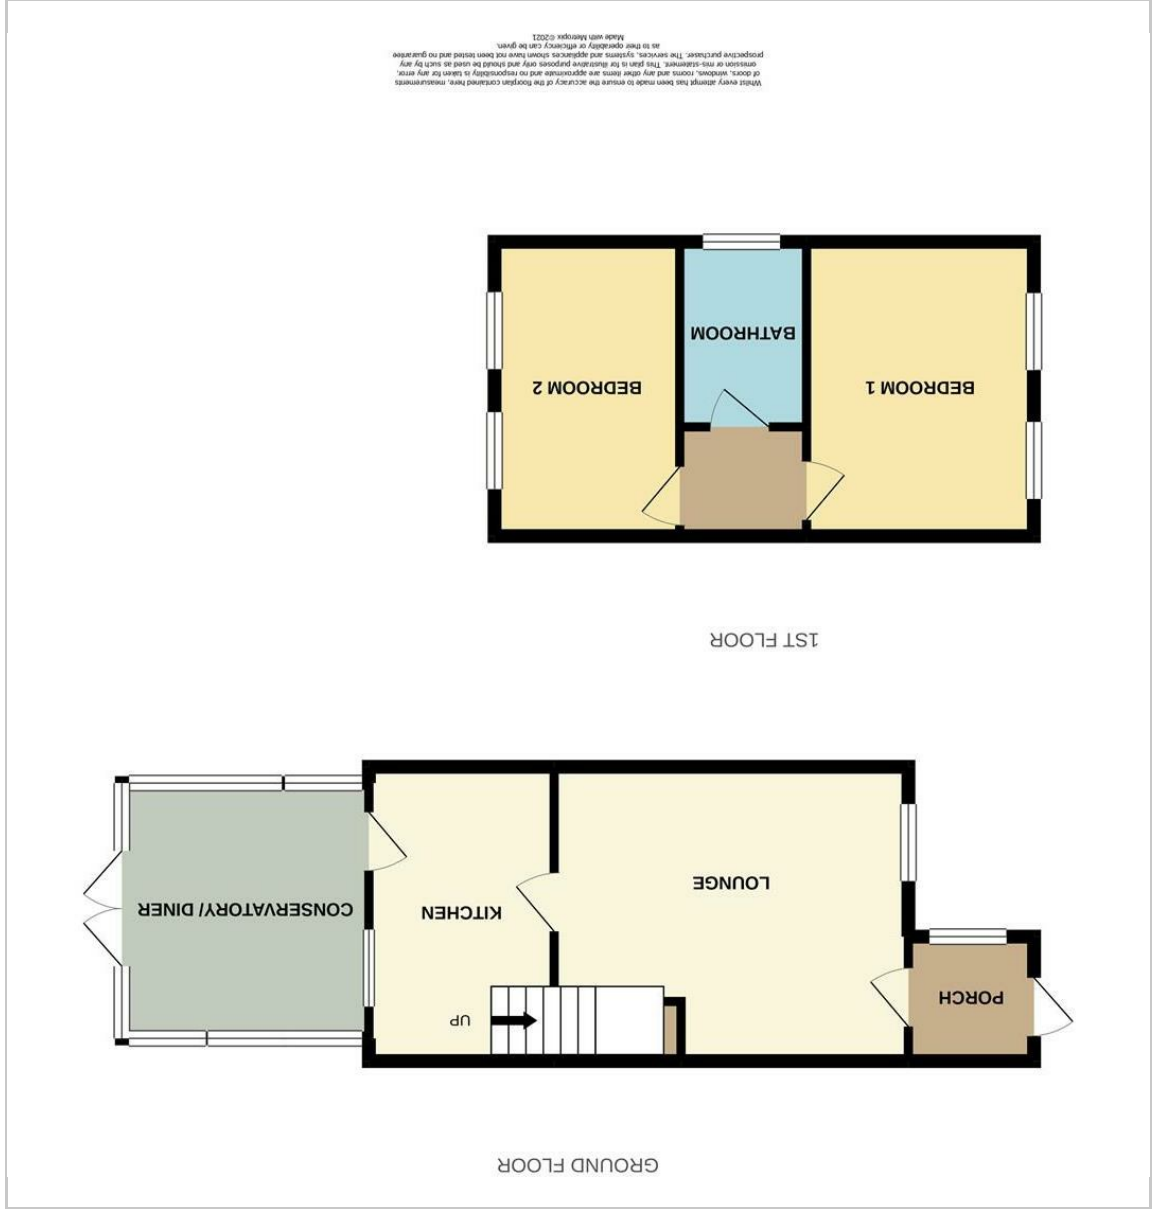 GROUND FLOOR
UP
PORCH
KITCHEN
CONSERVATORY/ DINER
LOUNGE
1ST FLOOR
BEDROOM 1
BEDROOM 2
BATHROOM
Whilst every attempt has been made to ensure the accuracy of the floorplan contained here, measurements
of doors, windows, rooms and any other items are approximate and no responsibility is taken for any error,
omission or mis-statement. This plan is for illustrative purposes only and should be used as such by any
prospective purchaser. The services, systems and appliances shown have not been tested and no guarantee
as to their operability or efficiency can be given.
Made with Metropix ©2021